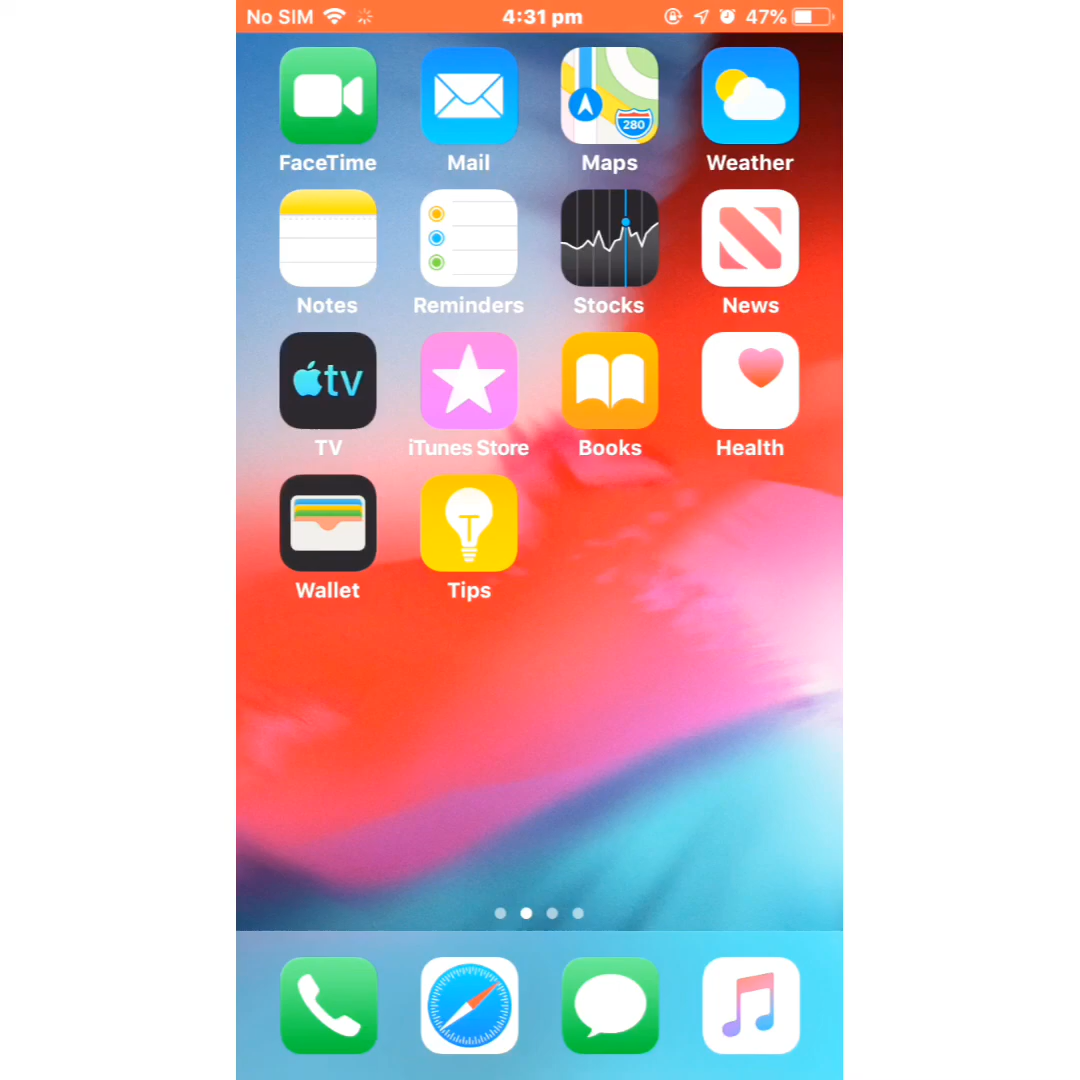 No SIM 4:31 pm 47%
280
FaceTime Mail Maps Weather
Notes Reminders Stocks News
tv
TV iTunes Store Books Health
T
Wallet Tips